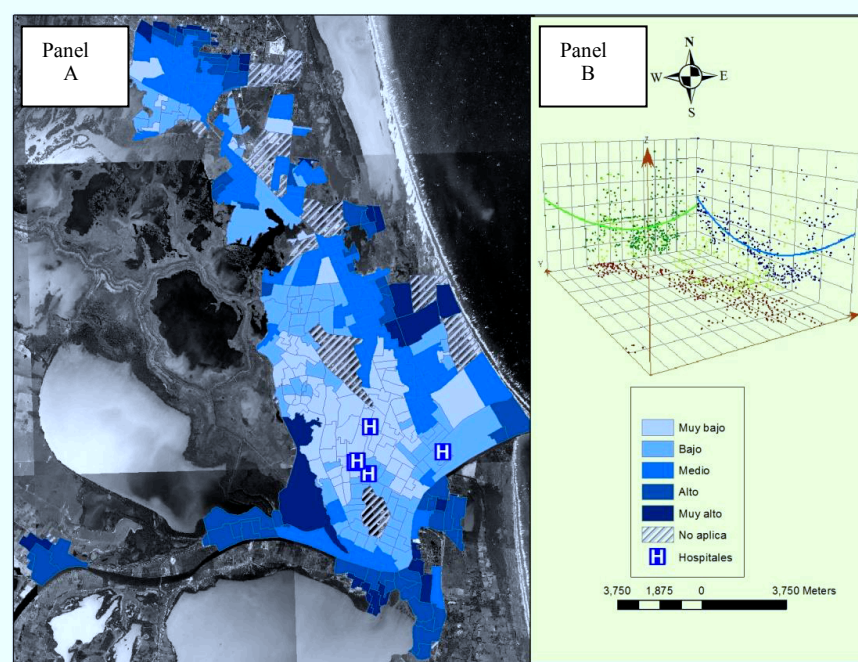 Panel
A
Panel
B
N
W
E
S
Z
Y
Muy bajo
Bajo
Medio
Alto
Muy alto
No aplica
H Hospitales
3,750 1,875 0 3,750 Meters
H
H
H
H